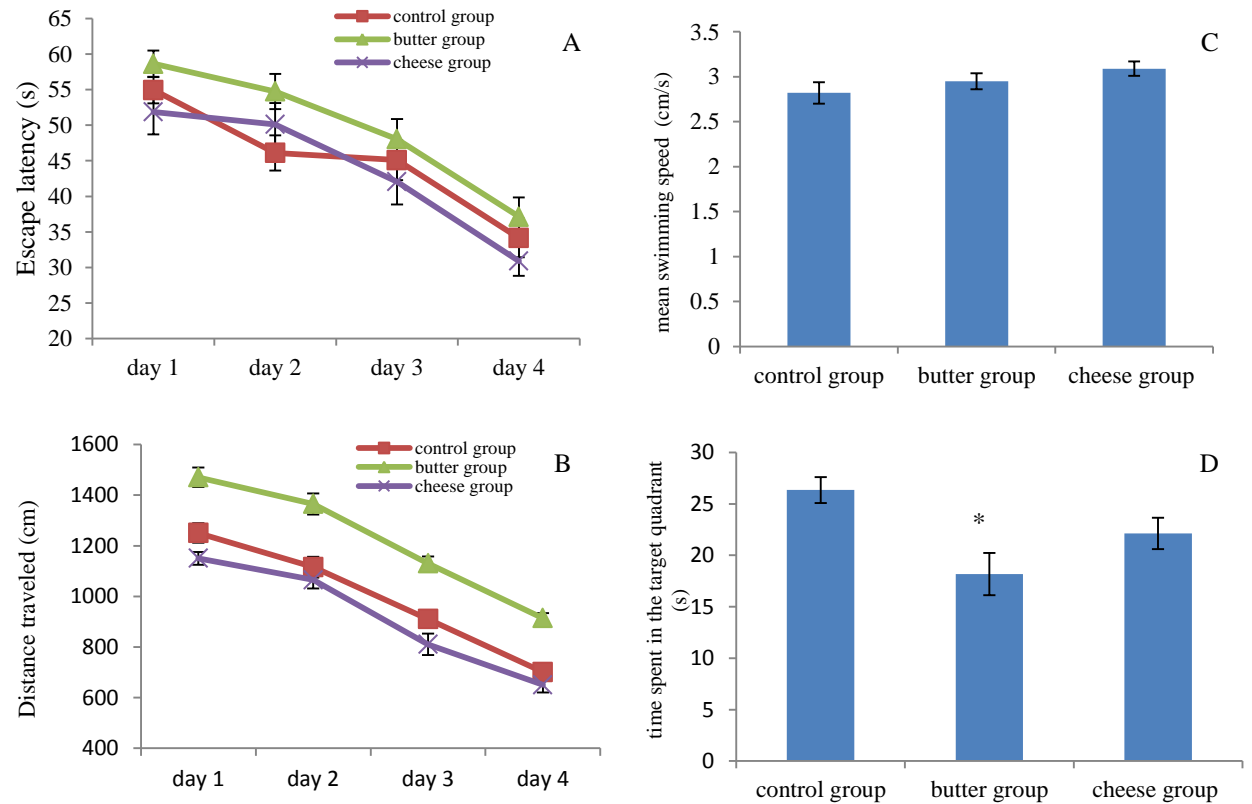 65
60
55
50
45
40
35
30
25
20
Escape latency (s)
control group
butter group
cheese group
A
day 1 day 2 day 3 day 4
3.5
3
2.5
2
1.5
1
0.5
0
mean swimming speed (cm/s)
C
control group butter group cheese group
1600
1400
1200
1000
800
600
400
Distance traveled (cm)
control group
butter group
cheese group
B
day 1 day 2 day 3 day 4
30
25
20
15
10
5
0
time spent in the target quadrant
(s)
D
*
control group butter group cheese group